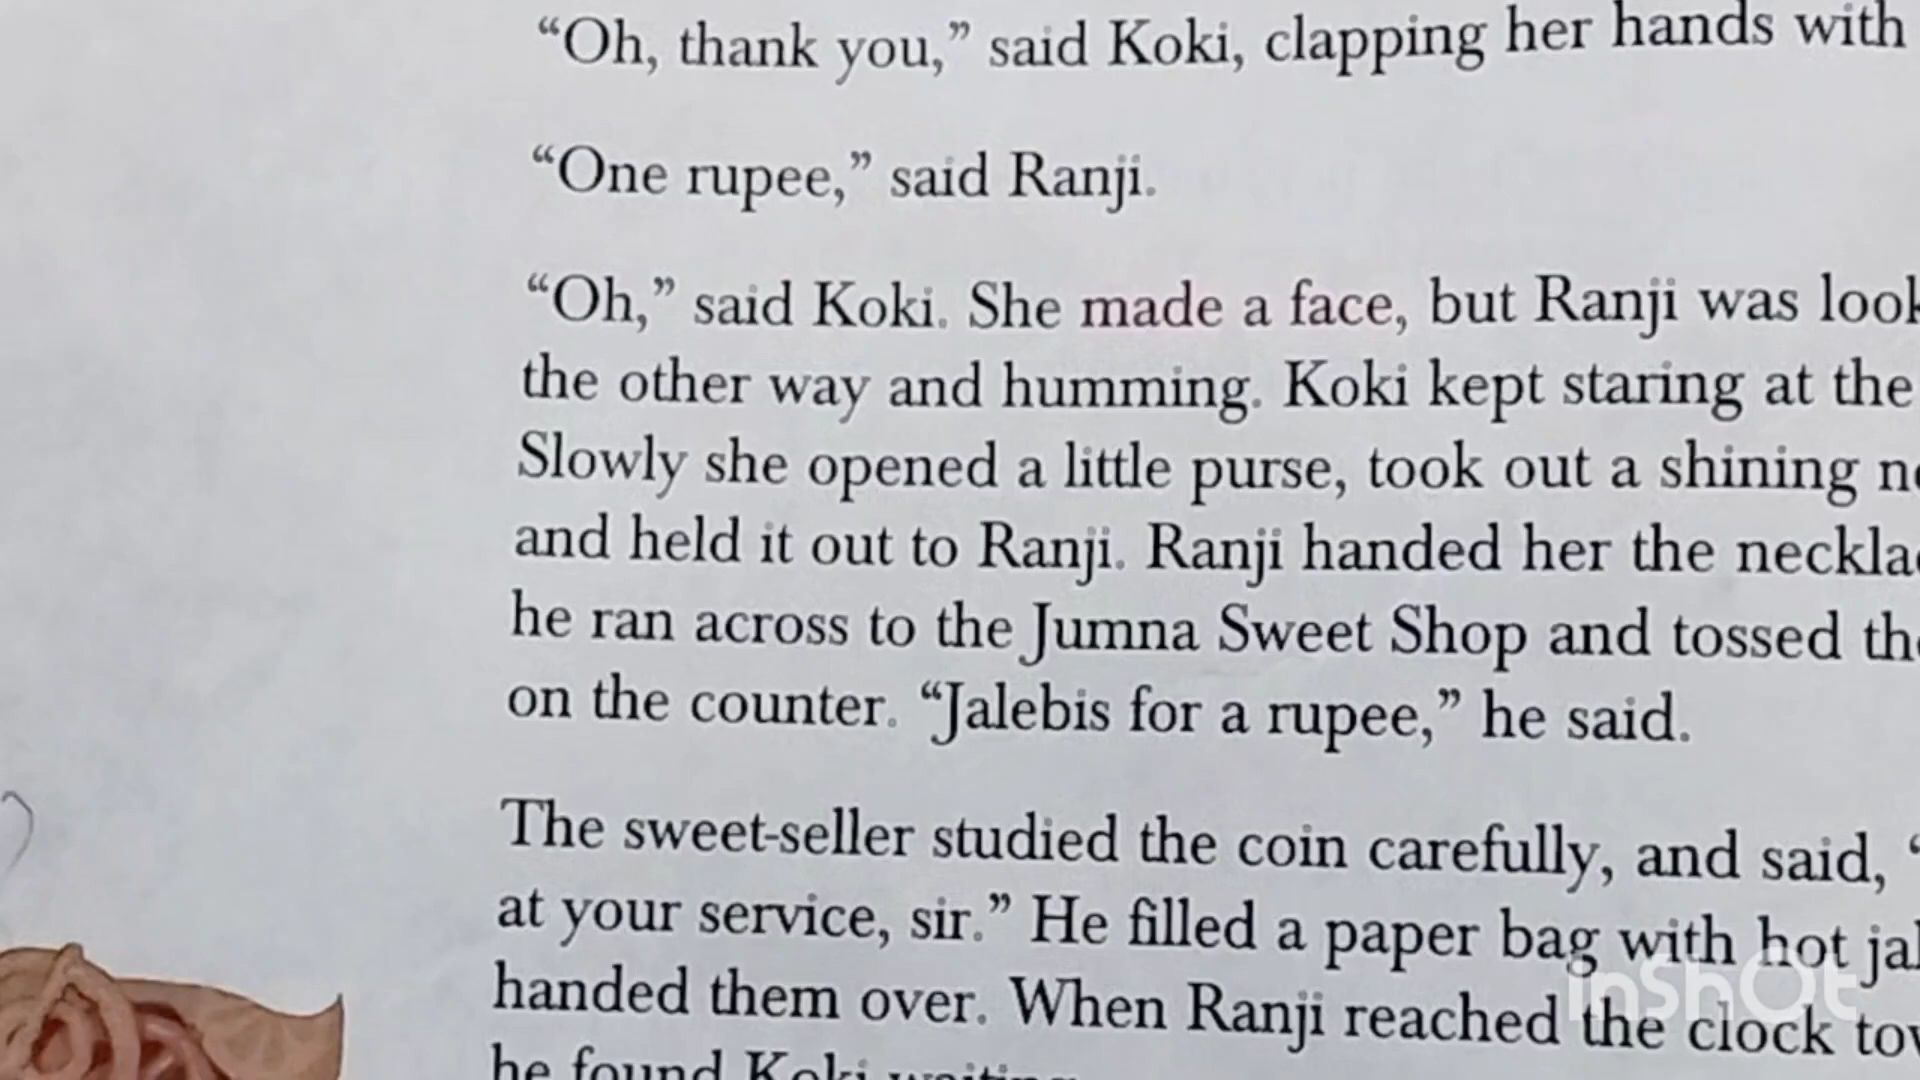 “Oh, thank you,” said Koki, clapping her hands with
“One rupee,” said Ranji.
“Oh,” said Koki. She made a face, but Ranji was look
the other way and humming. Koki kept staring at the
Slowly she opened a little purse, took out a shining
and held it out to Ranji. Ranji handed her the
he ran across to the Jumna Sweet Shop and tossed
on the counter. “Jalebis for a rupee,” he said.
The sweet-seller studied the coin carefully, and said, “
at your service, sir.” He filled a paper bag with hot
handed them over. When Ranji reached the clock
he found Koki waiting
InShOt